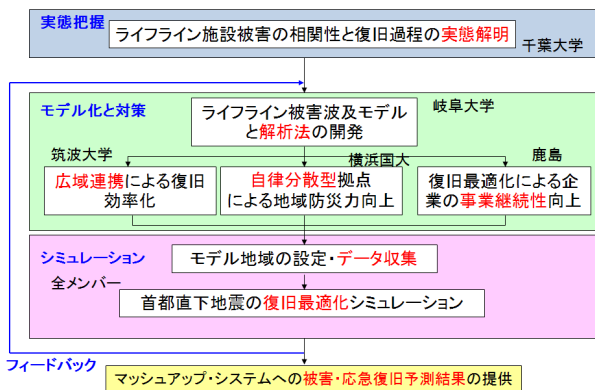 実態把握
ライフライン施設被害の相関性と復旧過程の実態解明
千葉大学
モデル化と対策
ライフライン被害波及モデル
と解析法の開発
岐阜大学
筑波大学
横浜国大
鹿島
広域連携による復旧
効率化
自律分散型拠点
による地域防災力向上
復旧最適化による企
業の事業継続性向上
シミュレーション
モデル地域の設定・データ収集
全メンバー
首都直下地震の復旧最適化シミュレーション
フィードバック
マッシュアップ・システムへの被害・応急復旧予測結果の提供